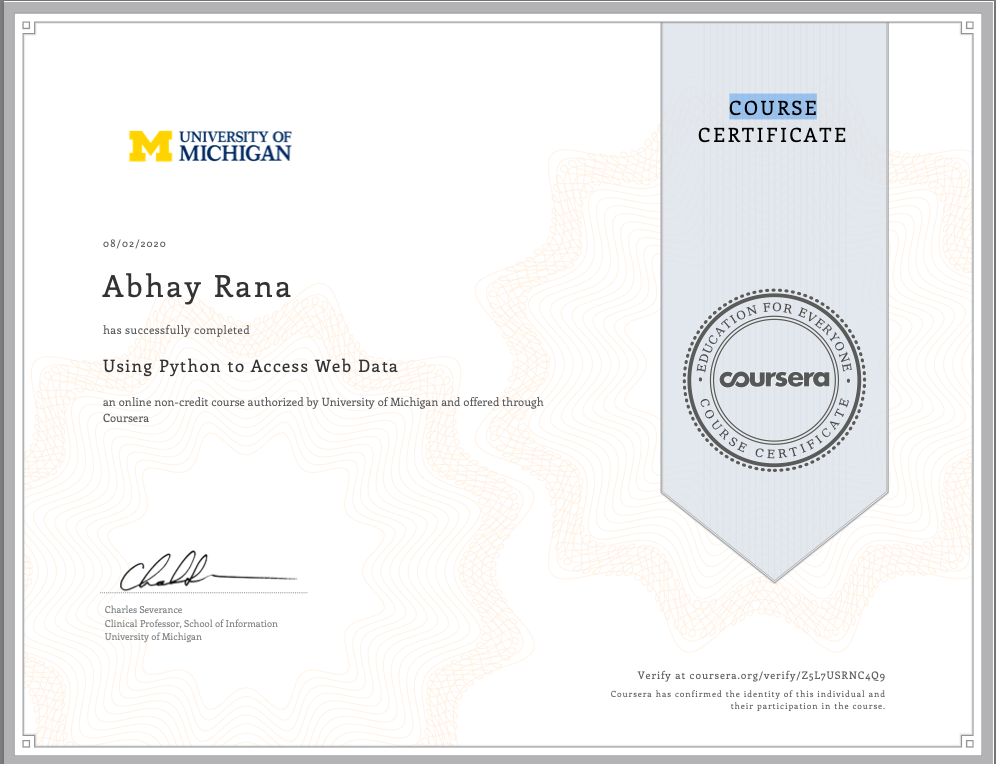 UNIVERSITY OF
MICHIGAN
COURSE
CERTIFICATE
08/02/2020
Abhay Rana
has successfully completed
Using Python to Access Web Data
an online non-credit course authorized by University of Michigan and offered through
Coursera
EDUCATION FOR EVERYONE
coursera
COURSE CERTIFICATE
Charles Severance
Clinical Professor, School of Information
University of Michigan
Verify at coursera.org/verify/Z5L7USRNC4Q9
Coursera has confirmed the identity of this individual and
their participation in the course.